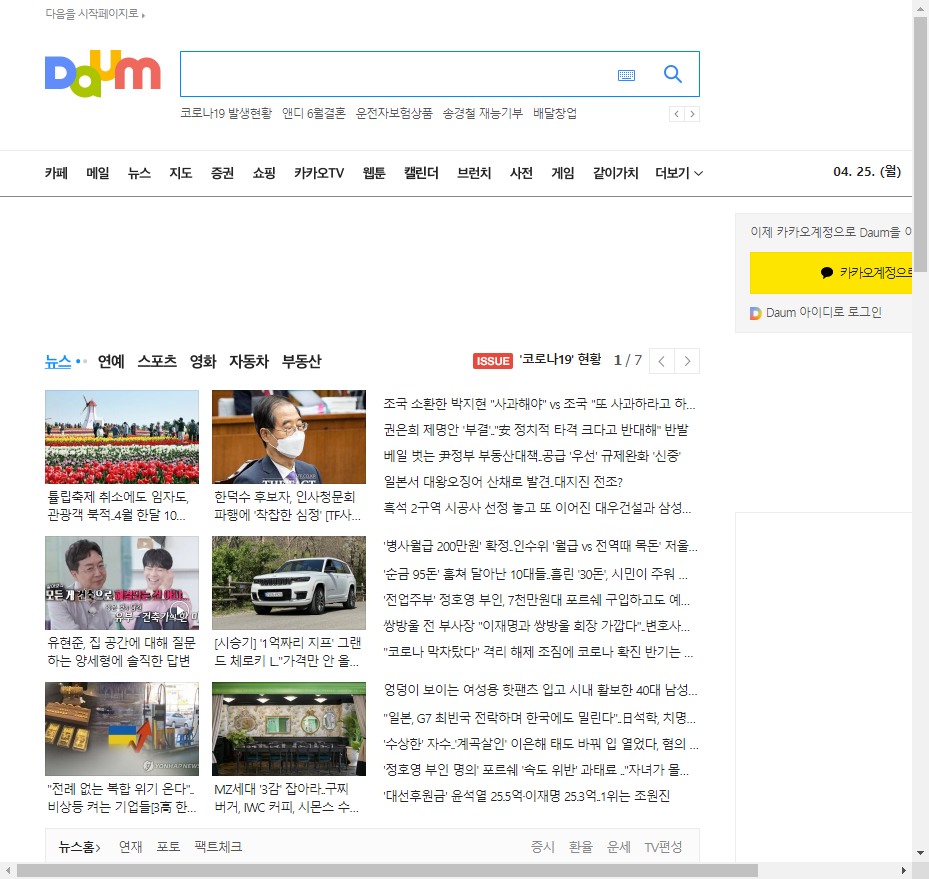 다음을 시작페이지로
Daum
코로나19 발생현황 앤디 6월결혼 운전자보험상품 송경철 재능기부 배달창업
카페 메일 뉴스 지도 증권 쇼핑 카카오TV 웹툰 캘린더 브런치 사전 게임 같이가치 더보기
04. 25. (월)
이제 카카오계정으로 Daum을 이
카카오계정으로
Daum 아이디로 로그인
뉴스 연예 스포츠 영화 자동차 부동산
ISSUE '코로나19' 현황 1 / 7
튤립축제 취소에도 임자도,
관광객 북적..4월 한달 10...
한덕수 후보자, 인사청문회
파행에 '착잡한 심정' [TF사...
유현준, 집 공간에 대해 질문
하는 양세형에 솔직한 답변
[시승기] '1억짜리 지프' 그랜
드 체로키 L.."가격만 안 올...
"전례 없는 복합 위기 온다"..
비상등 켜는 기업들[3高 한...
MZ세대 '3감' 잡아라..구찌
버거, IWC 커피, 시몬스 수...
조국 소환한 박지현 "사과해야" vs 조국 "또 사과하라고 하...
권은희 제명안 '부결'.."安 정치적 타격 크다고 반대해" 반발
베일 벗는 尹정부 부동산대책..공급 '우선' 규제완화 '신중'
일본서 대왕오징어 산채로 발견..대지진 전조?
흑석 2구역 시공사 선정 놓고 또 이어진 대우건설과 삼성...
'병사월급 200만원' 확정..인수위 '월급 vs 전역때 목돈' 저울...
'순금 95돈' 훔쳐 달아난 10대들..흘린 '30돈', 시민이 주워 ...
'전업주부' 정호영 부인, 7천만원대 포르쉐 구입하고도 예...
쌍방울 전 부사장 "이재명과 쌍방울 회장 가깝다"..변호사...
"코로나 막차탔다" 격리 해제 조짐에 코로나 확진 반기는 ...
엉덩이 보이는 여성용 핫팬츠 입고 시내 활보한 40대 남성...
"일본, G7 최빈국 전락하며 한국에도 밀린다"..日석학, 치명...
'수상한' 자수..'계곡살인' 이은해 태도 바꿔 입 열었다, 혐의 ...
'정호영 부인 명의' 포르쉐 '속도 위반' 과태료 .."자녀가 몰...
'대선후원금' 윤석열 25.5억·이재명 25.3억..1위는 조원진
뉴스홈 연재 포토 팩트체크
증시 환율 운세 TV편성